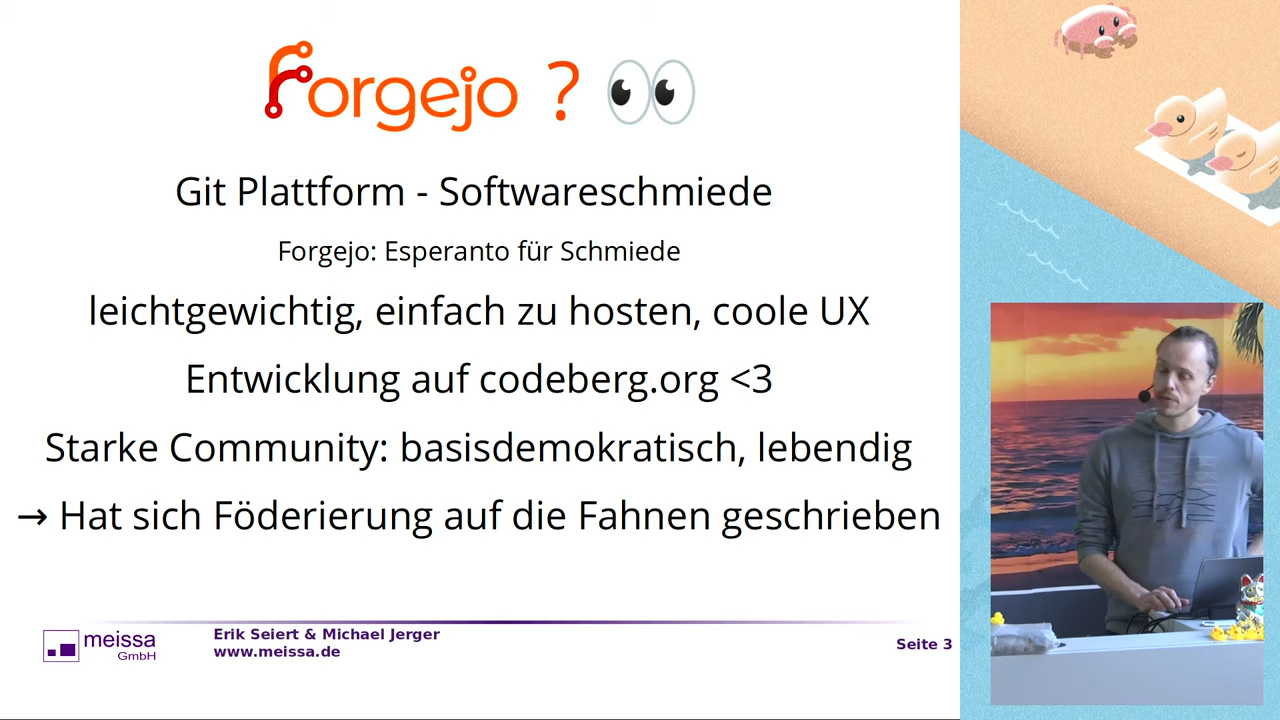 Forgejo ? 👀
Git Plattform - Softwareschmiede
Forgejo: Esperanto für Schmiede
leichtgewichtig, einfach zu hosten, coole UX
Entwicklung auf codeberg.org <3
Starke Community: basisdemokratisch, lebendig
→ Hat sich Föderierung auf die Fahnen geschrieben
meissa
GmbH
Erik Seiert & Michael Jerger
www.meissa.de
Seite 3